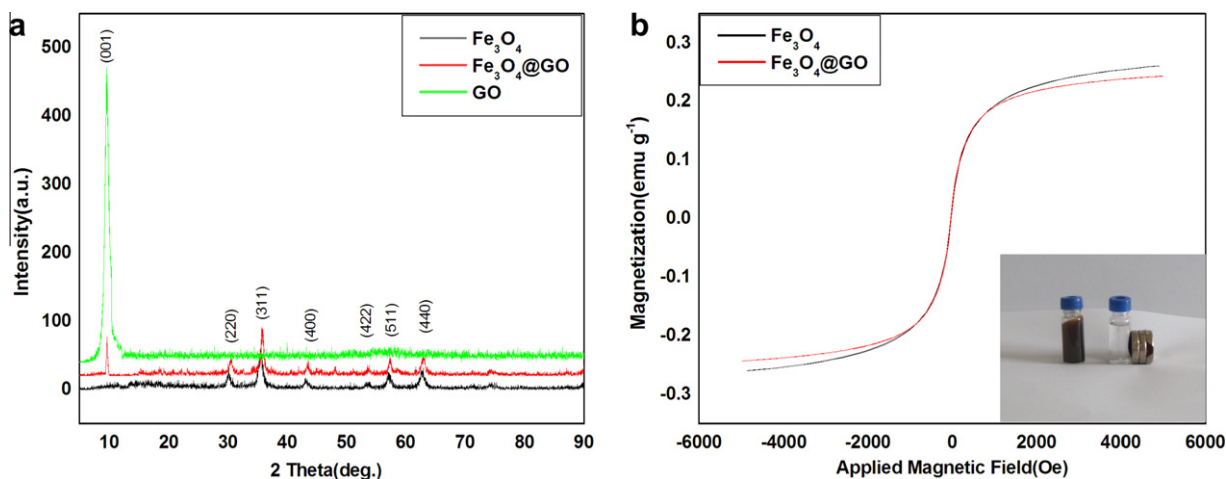 a
500
400
300
200
100
0
Intensity(a.u.)
(001)
(220)
(311)
(400)
(422)
(511)
(440)
Fe₃O₄
Fe₃O₄@GO
GO
10 20 30 40 50 60 70 80 90
2 Theta(deg.)
b
0.3
0.2
0.1
0.0
-0.1
-0.2
-0.3
Magnetization(emu g⁻¹)
Fe₃O₄
Fe₃O₄@GO
-6000 -4000 -2000 0 2000 4000 6000
Applied Magnetic Field(Oe)